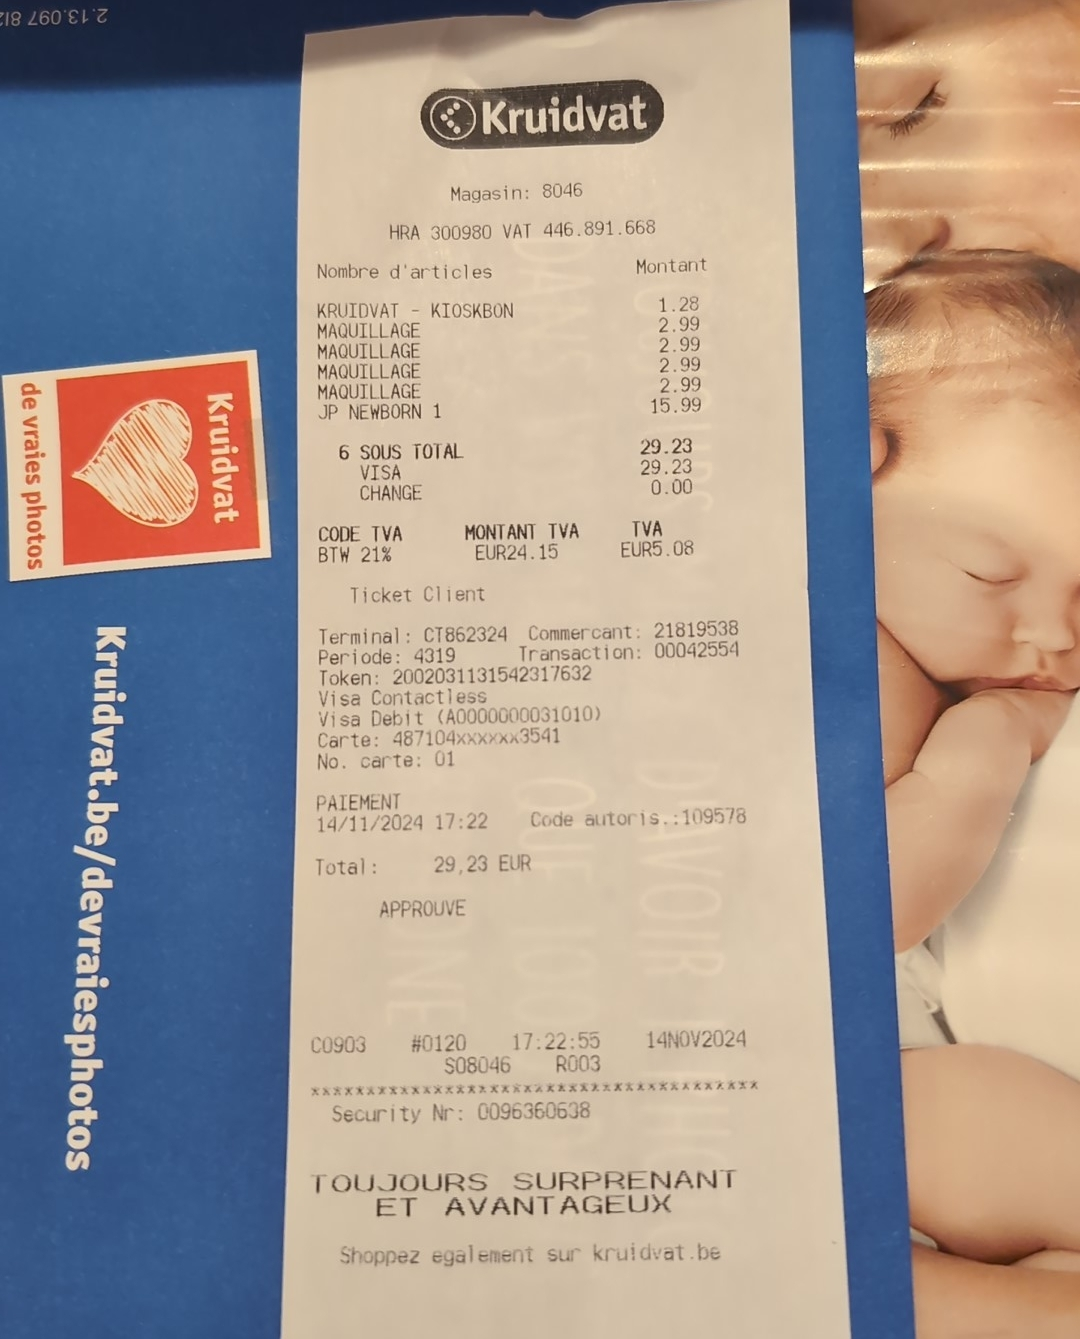 2.13.097
Kruidvat
Magasin: 8046
HRA 300980 VAT 446.891.668
Nombre d'articles Montant
KRUIDVAT - KIOSKBON 1.28
MAQUILLAGE 2.99
MAQUILLAGE 2.99
MAQUILLAGE 2.99
MAQUILLAGE 2.99
JP NEWBORN 1 15.99
6 SOUS TOTAL 29.23
VISA 29.23
CHANGE 0.00
CODE TVA MONTANT TVA TVA
BTW 21% EUR24.15 EUR5.08
Ticket Client
Terminal: CT862324 Commercant: 21819538
Periode: 4319 Transaction: 00042554
Token: 2002031131542317632
Visa Contactless
Visa Debit (A0000000031010)
Carte: 487104xxxxxx3541
No. carte: 01
PAIEMENT
14/11/2024 17:22 Code autoris.:109578
Total: 29,23 EUR
APPROUVE
C0903 #0120 17:22:55 14NOV2024
S08046 R003
xxxxxxxxxxxxxxxxxxxxxxxxxxxxxxxxxxxxxxxxxx
Security Nr: 0096360638
TOUJOURS SURPRENANT
ET AVANTAGEUX
Shoppez egalement sur kruidvat.be
Kruidvat
de vraies photos
Kruidvat.be/devraiesphotos